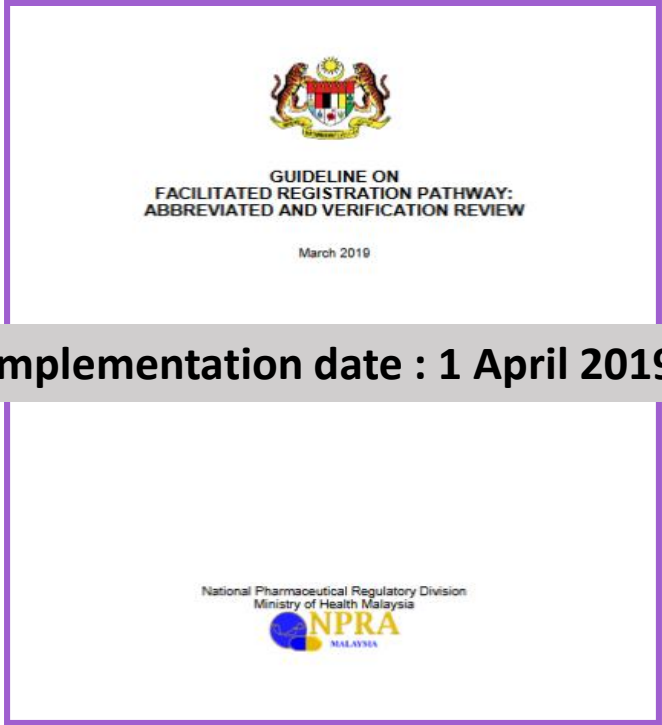 GUIDELINE ON
FACILITATED REGISTRATION PATHWAY:
ABBREVIATED AND VERIFICATION REVIEW
March 2019
mplementation date : 1 April 2019
National Pharmaceutical Regulatory Division
Ministry of Health Malaysia
NPRA
MALAYSIA